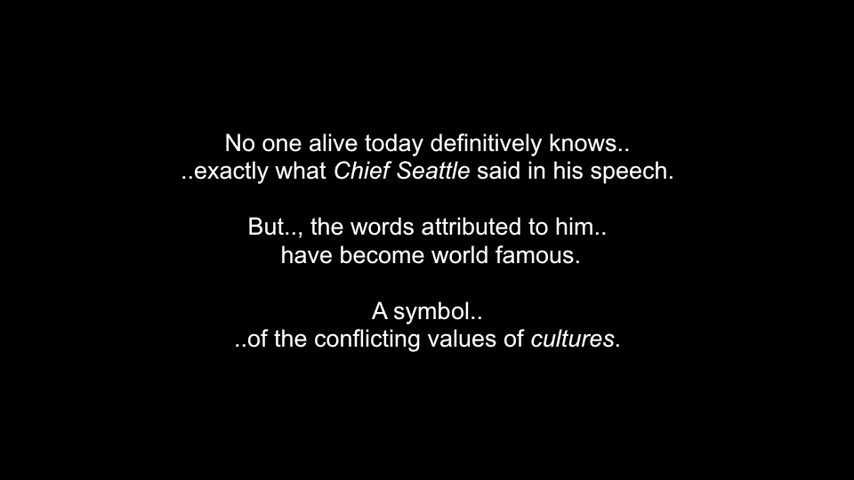 No one alive today definitively knows..
..exactly what Chief Seattle said in his speech.
But.., the words attributed to him..
have become world famous.
A symbol..
..of the conflicting values of cultures.